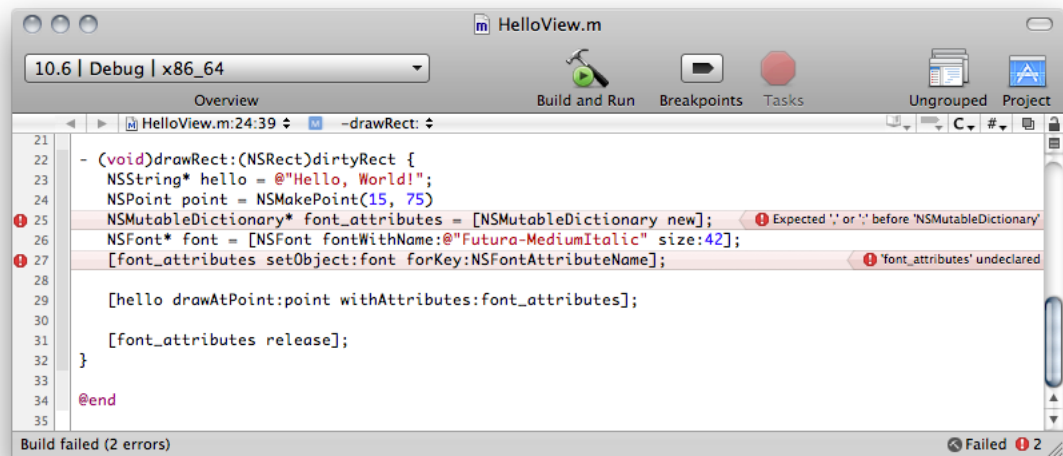 HelloView.m
10.6 | Debug | x86_64
Overview
Build and Run
Breakpoints
Tasks
Ungrouped
Project
HelloView.m:24:39
M
-drawRect:
C
#
21
22 - (void)drawRect:(NSRect)dirtyRect {
23 NSString* hello = @"Hello, World!";
24 NSPoint point = NSMakePoint(15, 75)
25 NSMutableDictionary* font_attributes = [NSMutableDictionary new]; Expected ',' or ';' before 'NSMutableDictionary'
26 NSFont* font = [NSFont fontWithName:@"Futura-MediumItalic" size:42];
27 [font_attributes setObject:font forKey:NSFontAttributeName]; 'font_attributes' undeclared
28
29 [hello drawAtPoint:point withAttributes:font_attributes];
30
31 [font_attributes release];
32 }
33
34 @end
35
Build failed (2 errors)
Failed
2